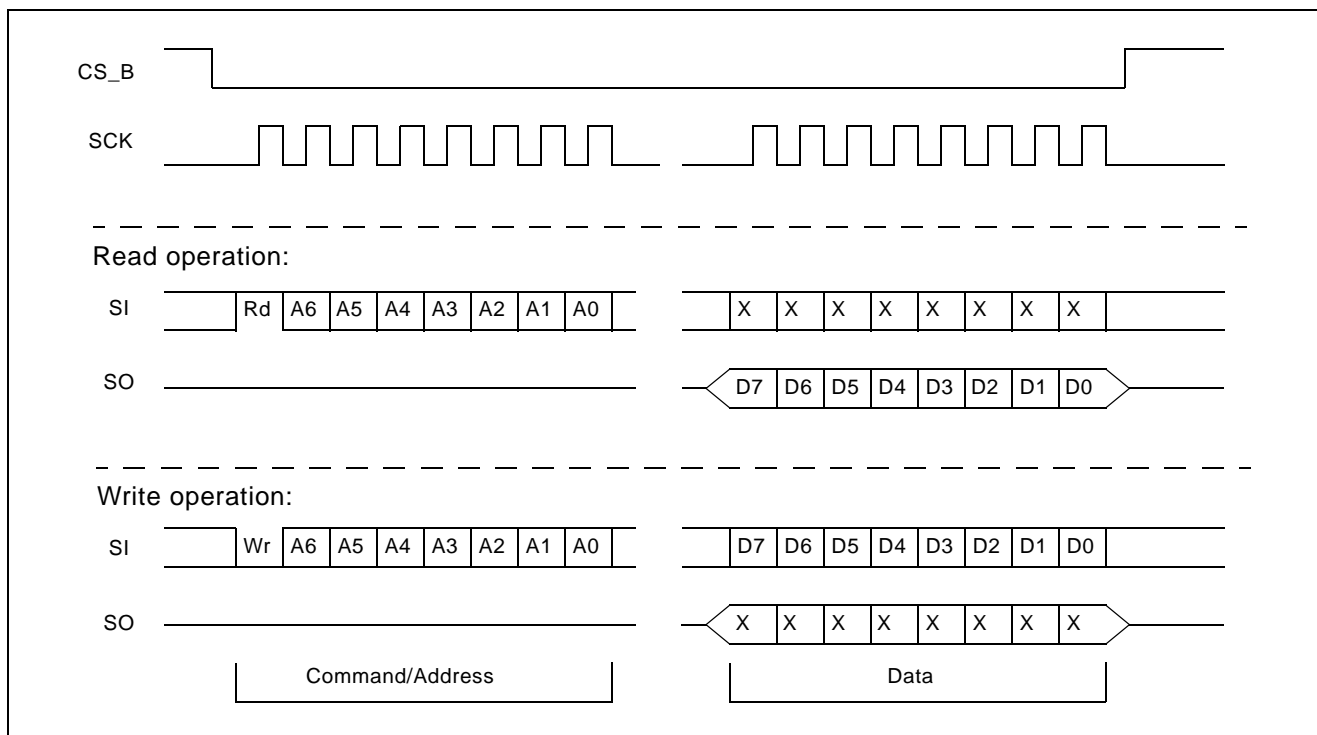 CS_B
SCK
Read operation:
SI Rd A6 A5 A4 A3 A2 A1 A0 X X X X X X X X
SO D7 D6 D5 D4 D3 D2 D1 D0
Write operation:
SI Wr A6 A5 A4 A3 A2 A1 A0 D7 D6 D5 D4 D3 D2 D1 D0
SO X X X X X X X X
Command/Address Data